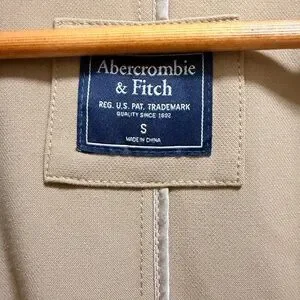 Abercrombie
& Fitch
REG. U.S. PAT. TRADEMARK
QUALITY SINCE 1892
S
MADE IN CHINA